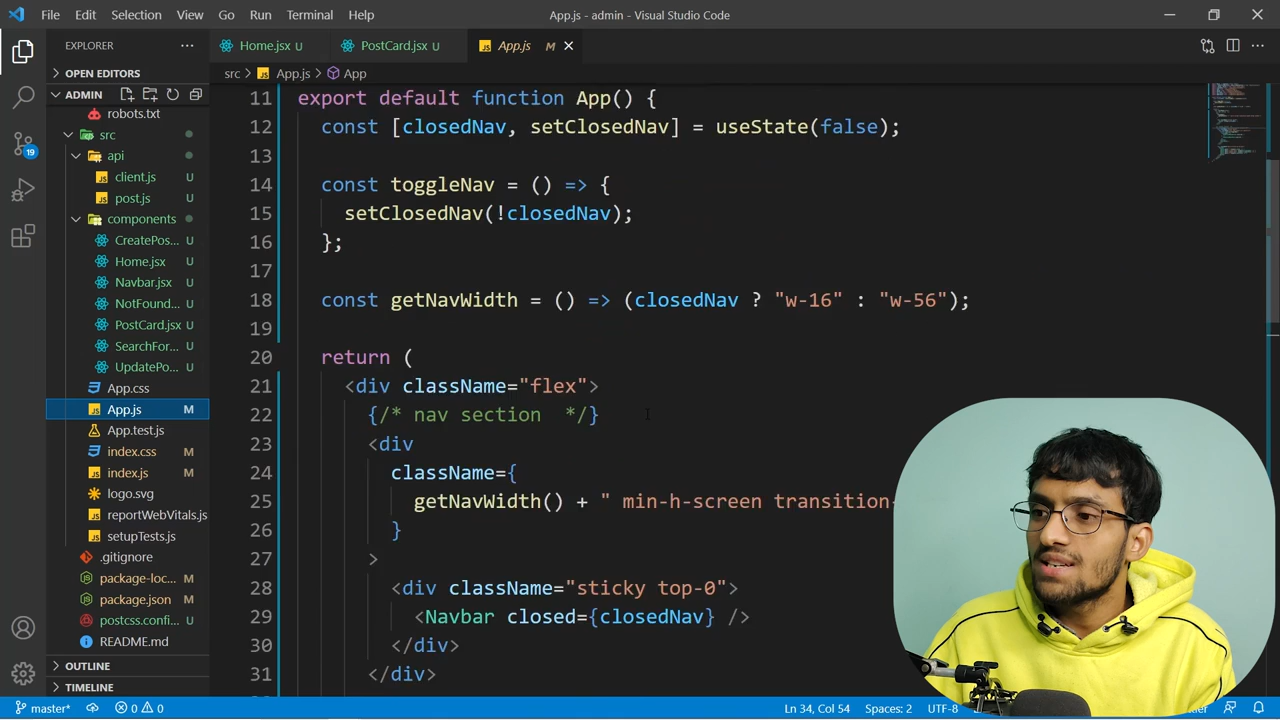 File Edit Selection View Go Run Terminal Help App.js - admin - Visual Studio Code
EXPLORER
Home.jsx U PostCard.jsx U App.js M
OPEN EDITORS
src > App.js > App
ADMIN
robots.txt
src
api
client.js U
post.js U
components
CreatePos... U
Home.jsx U
Navbar.jsx U
NotFound... U
PostCard.jsx U
SearchFor... U
UpdatePo... U
App.css
App.js M
App.test.js
index.css M
index.js M
logo.svg
reportWebVitals.js
setupTests.js
.gitignore
package-loc... M
package.json M
postcss.confi... U
README.md
OUTLINE
TIMELINE
19
11 export default function App() {
12 const [closedNav, setClosedNav] = useState(false);
13
14 const toggleNav = () => {
15 setClosedNav(!closedNav);
16 };
17
18 const getNavWidth = () => (closedNav ? "w-16" : "w-56");
19
20 return (
21 <div className="flex">
22 {/* nav section */}
23 <div
24 className={
25 getNavWidth() + " min-h-screen transition-
26 }
27 >
28 <div className="sticky top-0">
29 <Navbar closed={closedNav} />
30 </div>
31 </div>
master* 0 0 Ln 34, Col 54 Spaces: 2 UTF-8